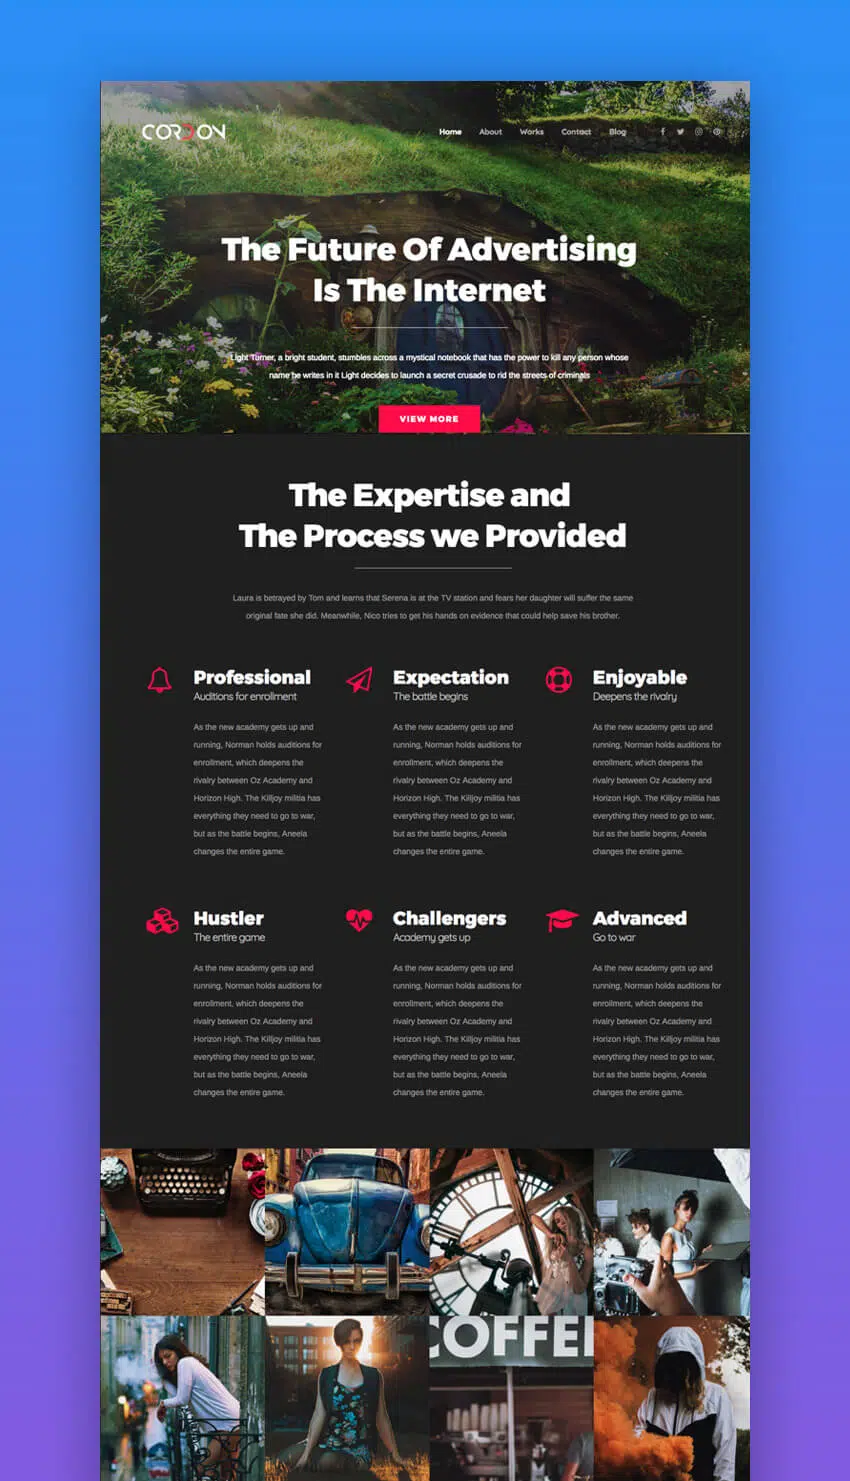 CORDON
Home About Works Contact Blog
The Future Of Advertising
Is The Internet
Light Turner, a bright student, stumbles across a mystical notebook that has the power to kill any person whose
name he writes in it Light decides to launch a secret crusade to rid the streets of criminals
VIEW MORE
The Expertise and
The Process we Provided
Laura is betrayed by Tom and learns that Serena is at the TV station and fears her daughter will suffer the same
original fate she did. Meanwhile, Nico tries to get his hands on evidence that could help save his brother.
Professional
Auditions for enrollment
As the new academy gets up and
running, Norman holds auditions for
enrollment, which deepens the
rivalry between Oz Academy and
Horizon High. The Killjoy militia has
everything they need to go to war,
but as the battle begins, Aneela
changes the entire game.
Expectation
The battle begins
As the new academy gets up and
running, Norman holds auditions for
enrollment, which deepens the
rivalry between Oz Academy and
Horizon High. The Killjoy militia has
everything they need to go to war,
but as the battle begins, Aneela
changes the entire game.
Enjoyable
Deepens the rivalry
As the new academy gets up and
running, Norman holds auditions for
enrollment, which deepens the
rivalry between Oz Academy and
Horizon High. The Killjoy militia has
everything they need to go to war,
but as the battle begins, Aneela
changes the entire game.
Hustler
The entire game
As the new academy gets up and
running, Norman holds auditions for
enrollment, which deepens the
rivalry between Oz Academy and
Horizon High. The Killjoy militia has
everything they need to go to war,
but as the battle begins, Aneela
changes the entire game.
Challengers
Academy gets up
As the new academy gets up and
running, Norman holds auditions for
enrollment, which deepens the
rivalry between Oz Academy and
Horizon High. The Killjoy militia has
everything they need to go to war,
but as the battle begins, Aneela
changes the entire game.
Advanced
Go to war
As the new academy gets up and
running, Norman holds auditions for
enrollment, which deepens the
rivalry between Oz Academy and
Horizon High. The Killjoy militia has
everything they need to go to war,
but as the battle begins, Aneela
changes the entire game.
COFFE